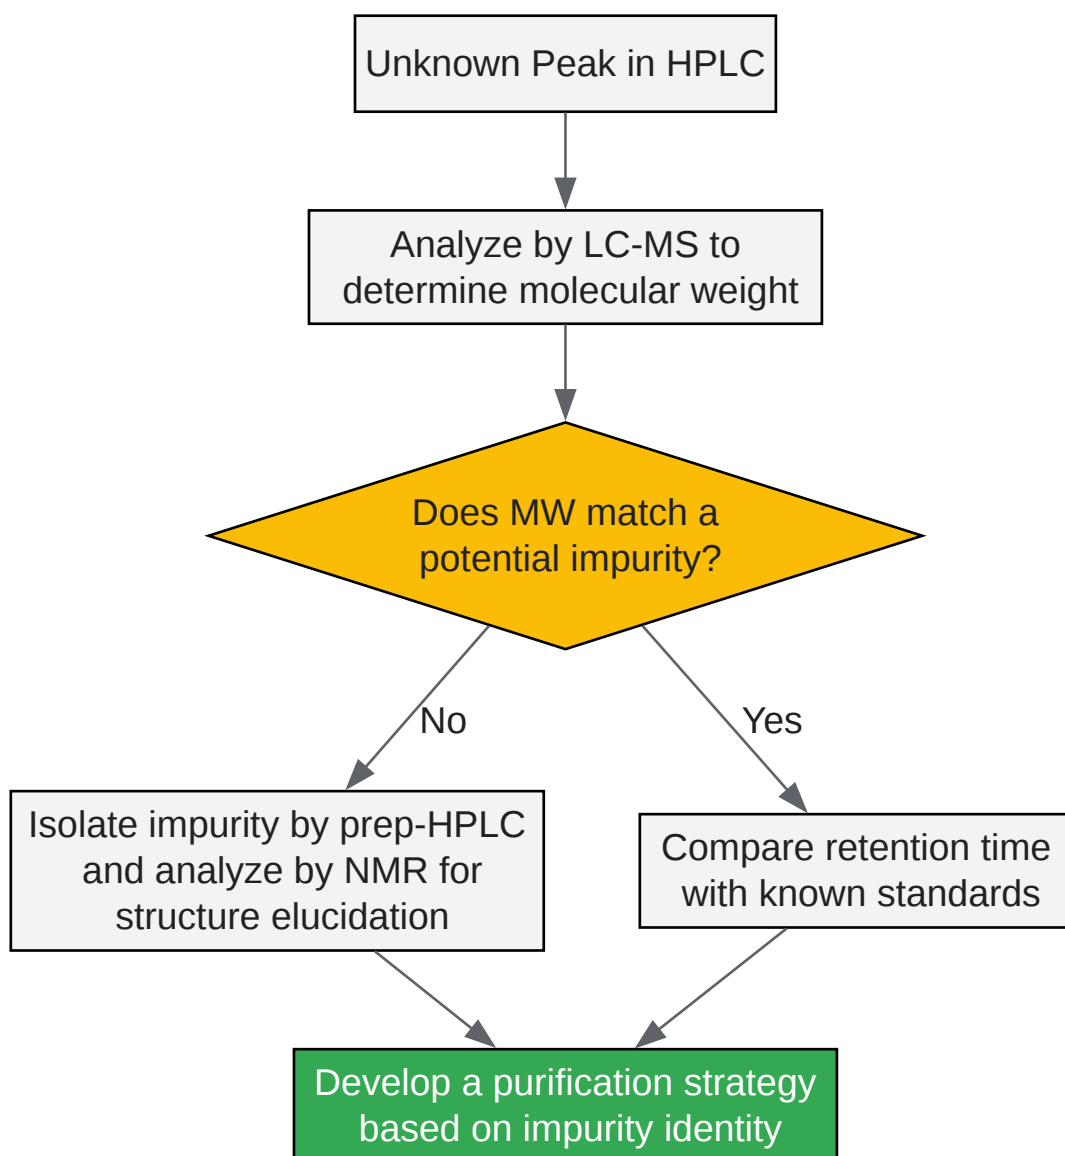 Unknown Peak in HPLC
Analyze by LC-MS to
determine molecular weight
Does MW match a
potential impurity?
No
Yes
Isolate impurity by prep-HPLC
and analyze by NMR for
structure elucidation
Compare retention time
with known standards
Develop a purification strategy
based on impurity identity